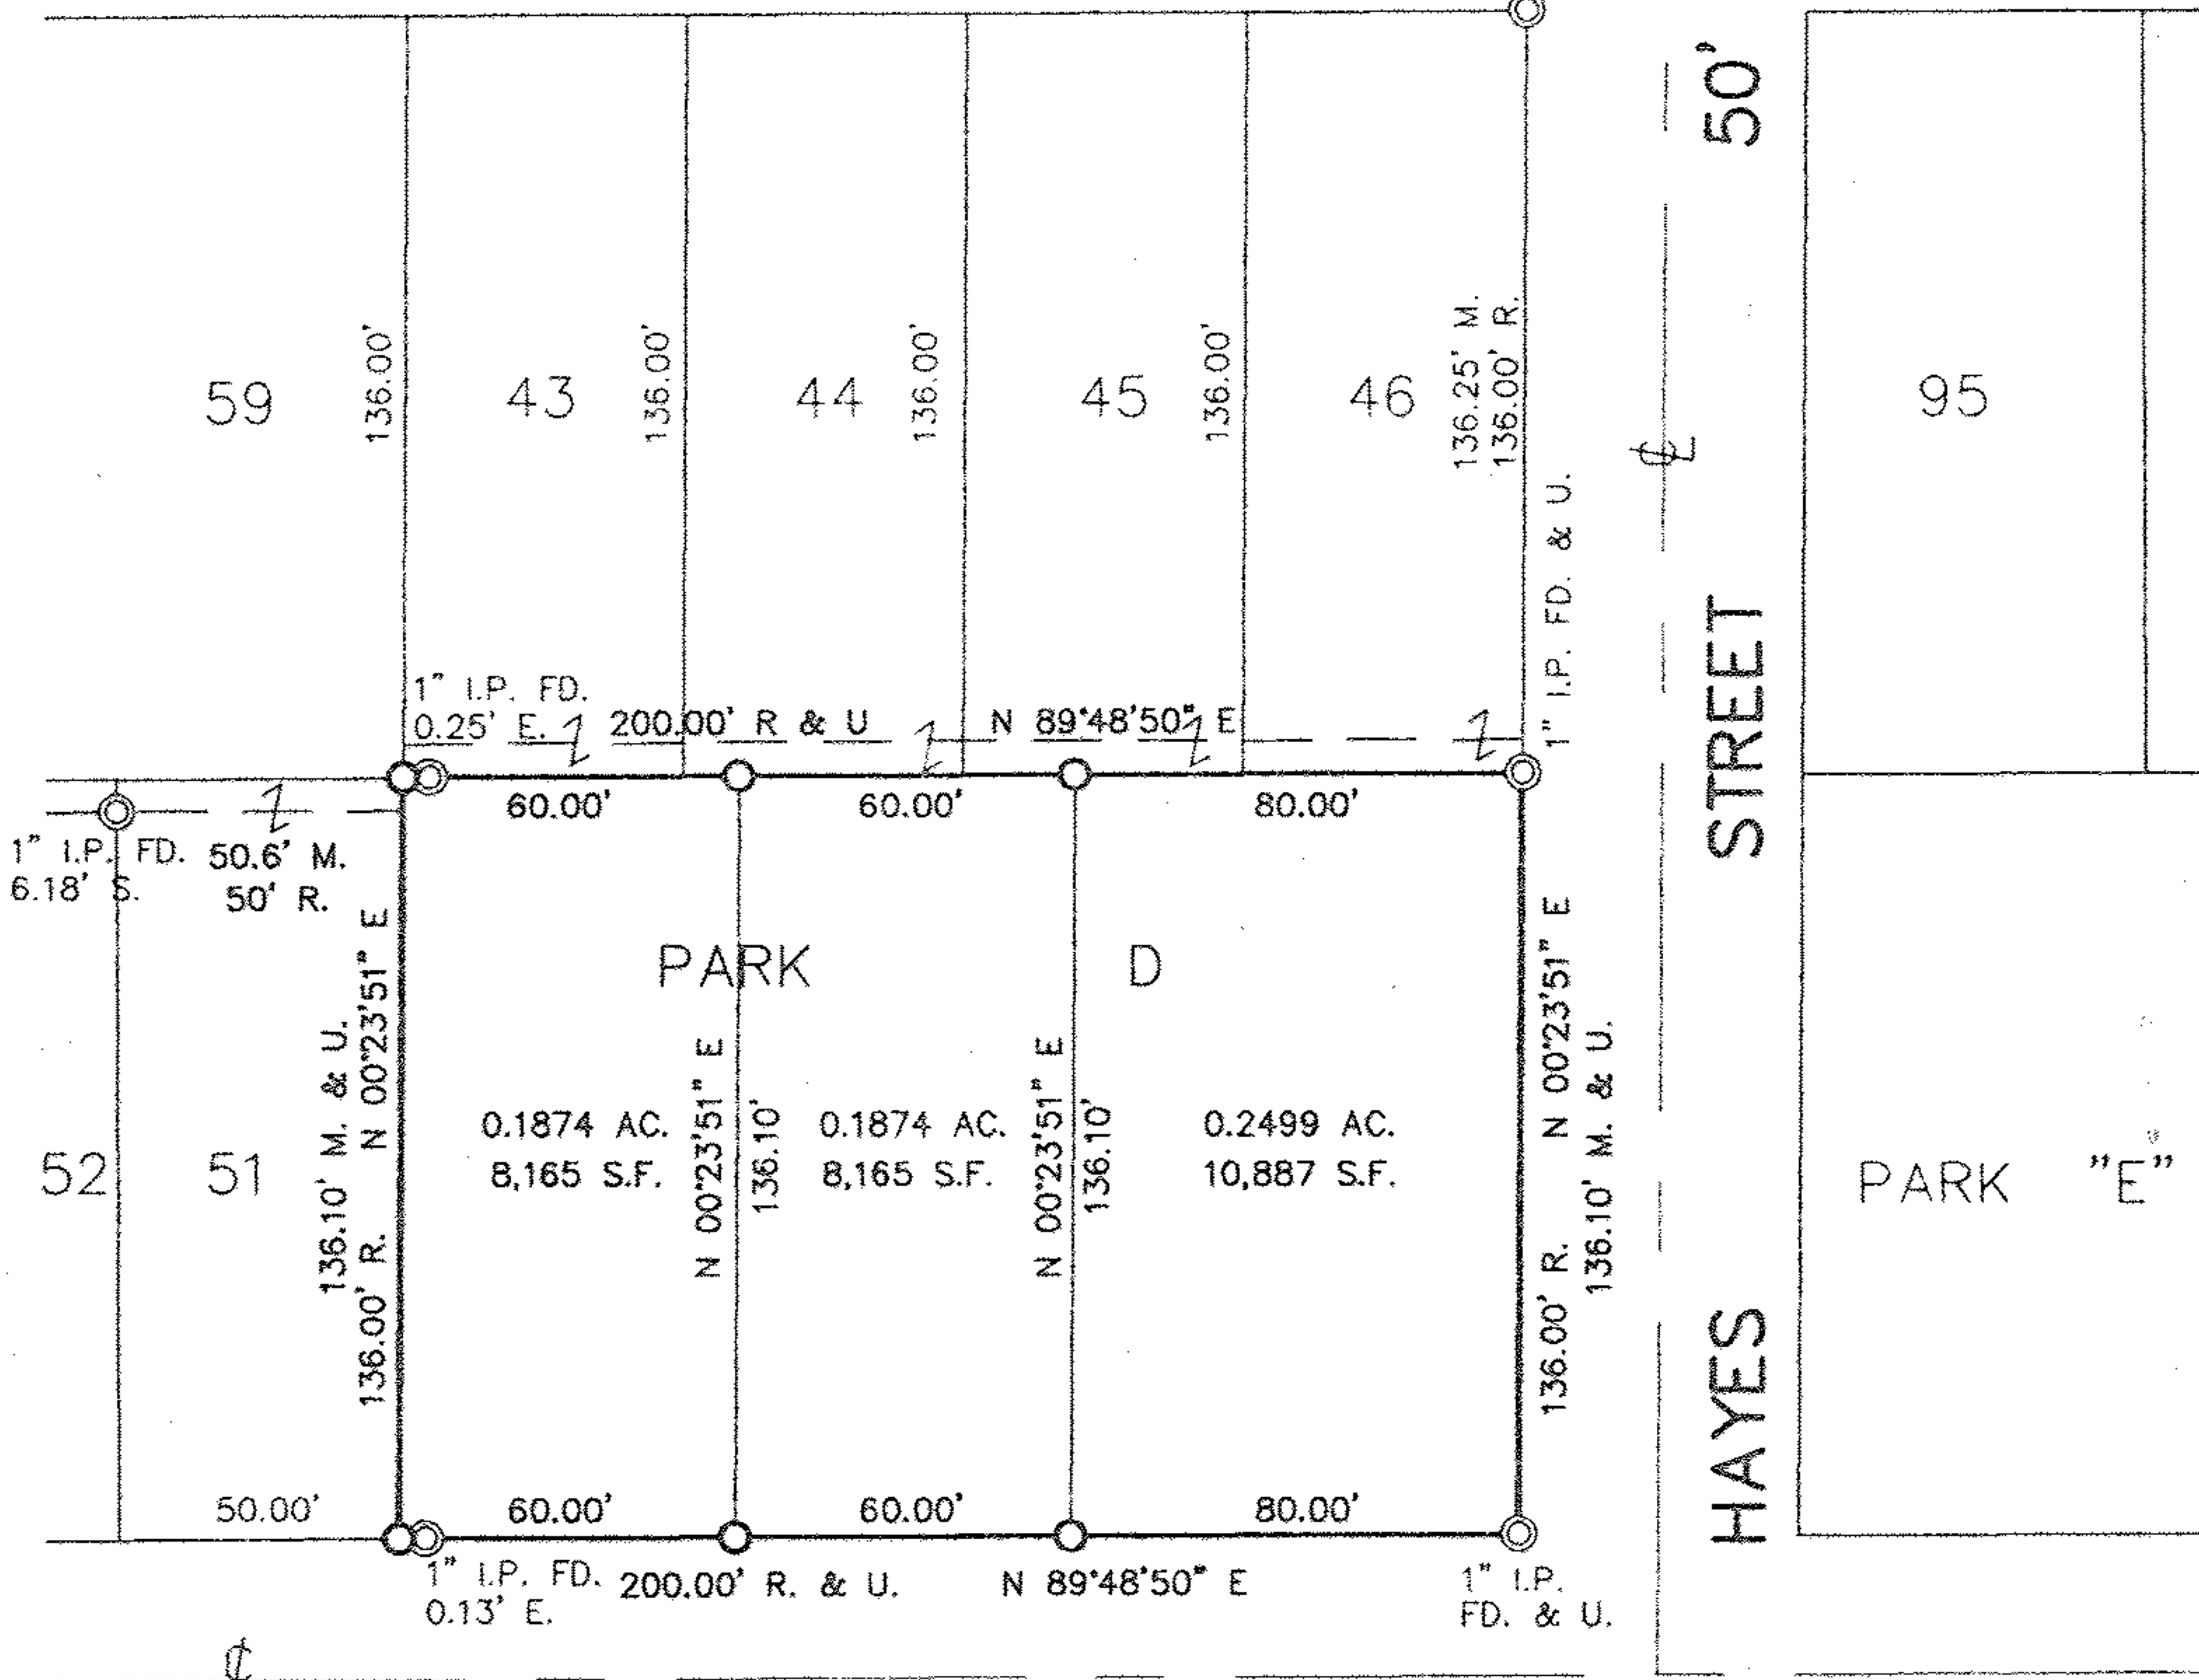 50'
STREET
HAYES
59
136.00'
43
136.00'
44
136.00'
45
136.00'
46
136.25' M.
136.00' R.
95
℄
1" I.P. FD. & U.
1" I.P. FD.
0.25' E.
200.00' R & U
N 89°48'50" E
60.00'
60.00'
80.00'
1" I.P. FD.
6.18' S.
50.6' M.
50' R.
PARK D
52
51
136.10' M. & U.
136.00' R. N 00°23'51" E
0.1874 AC.
8,165 S.F.
N 00°23'51" E
136.10'
0.1874 AC.
8,165 S.F.
N 00°23'51" E
136.10'
0.2499 AC.
10,887 S.F.
136.00' R. N 00°23'51" E
136.10' M. & U.
PARK "E"
50.00'
60.00'
60.00'
80.00'
1" I.P. FD.
0.13' E.
200.00' R. & U.
N 89°48'50" E
1" I.P.
FD. & U.
℄